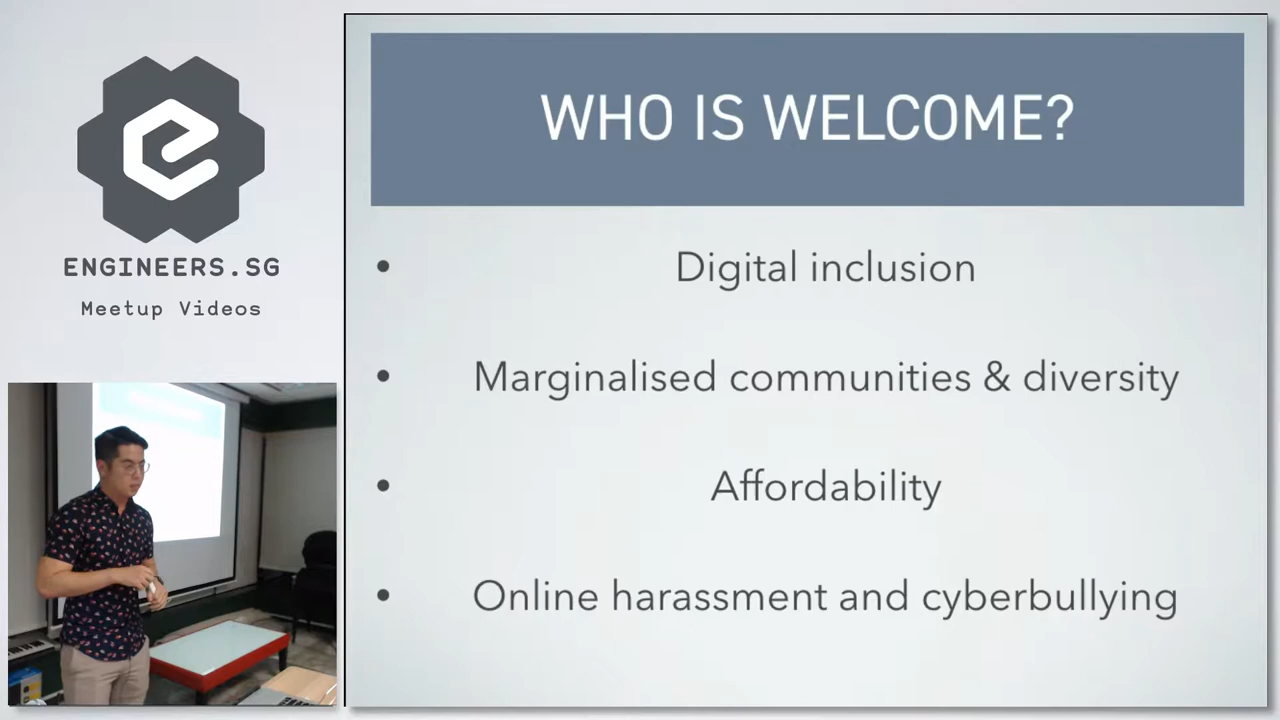 ENGINEERS.SG
Meetup Videos
WHO IS WELCOME?
• Digital inclusion
• Marginalised communities & diversity
• Affordability
• Online harassment and cyberbullying